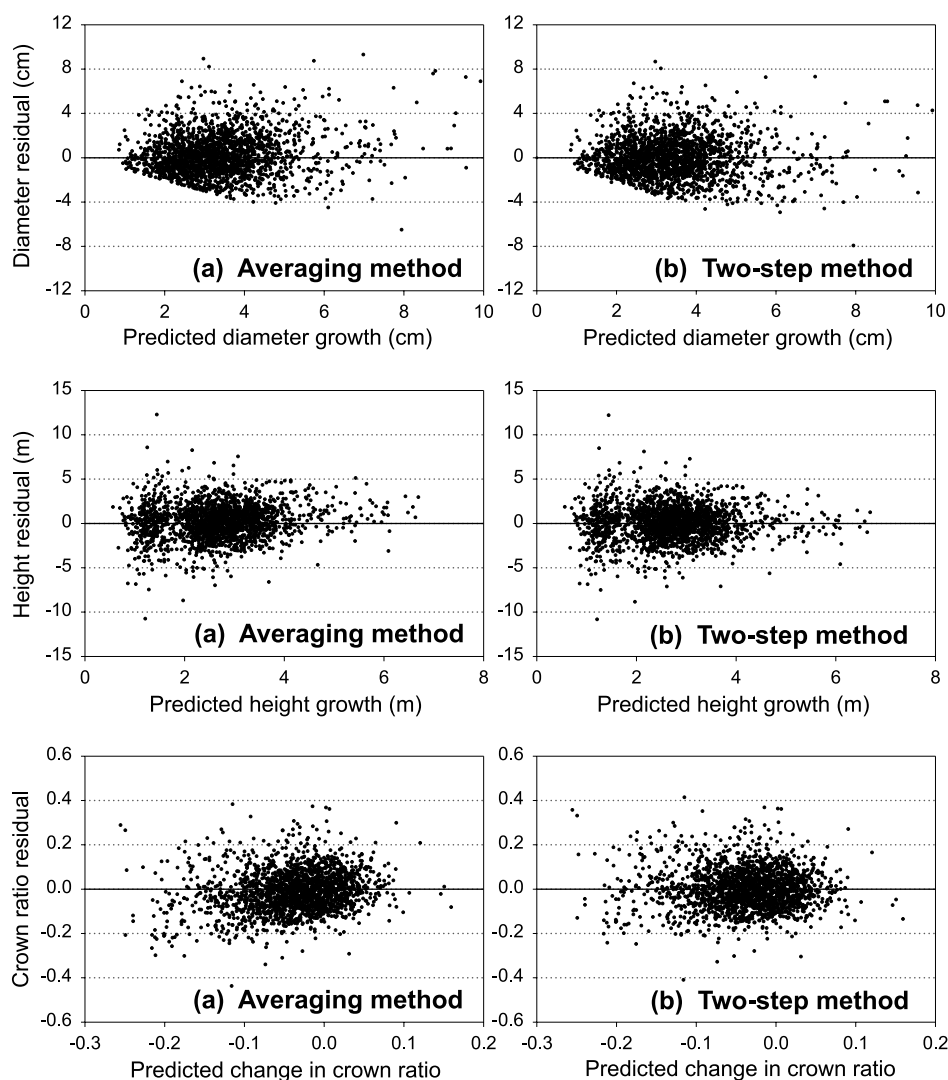 12
8
4
0
-4
-8
-12
Diameter residual (cm)
(a) Averaging method
0 2 4 6 8 10
Predicted diameter growth (cm)
12
8
4
0
-4
-8
-12
(b) Two-step method
0 2 4 6 8 10
Predicted diameter growth (cm)
15
10
5
0
-5
-10
-15
Height residual (m)
(a) Averaging method
0 2 4 6 8
Predicted height growth (m)
15
10
5
0
-5
-10
-15
(b) Two-step method
0 2 4 6 8
Predicted height growth (m)
0.6
0.4
0.2
0.0
-0.2
-0.4
-0.6
Crown ratio residual
(a) Averaging method
-0.3 -0.2 -0.1 0.0 0.1 0.2
Predicted change in crown ratio
0.6
0.4
0.2
0.0
-0.2
-0.4
-0.6
(b) Two-step method
-0.3 -0.2 -0.1 0.0 0.1 0.2
Predicted change in crown ratio